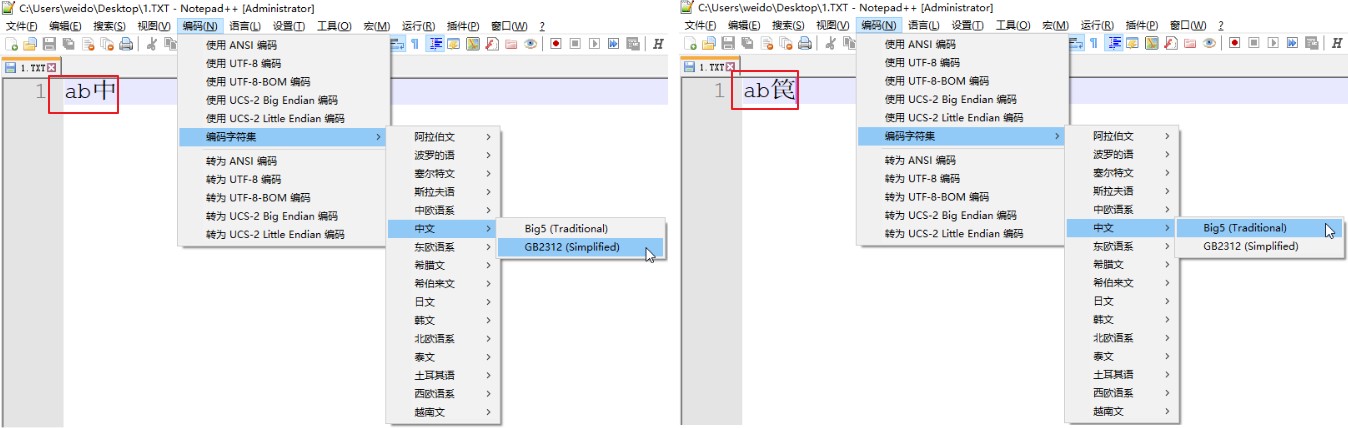 C:\Users\weido\Desktop\1.TXT - Notepad++ [Administrator]
文件(F) 编辑(E) 搜索(S) 视图(V) 编码(N) 语言(L) 设置(T) 工具(O) 宏(M) 运行(R) 插件(P) 窗口(W) ?
1.TXT
1 ab中
使用 ANSI 编码
使用 UTF-8 编码
使用 UTF-8-BOM 编码
使用 UCS-2 Big Endian 编码
使用 UCS-2 Little Endian 编码
编码字符集
转为 ANSI 编码
转为 UTF-8 编码
转为 UTF-8-BOM 编码
转为 UCS-2 Big Endian 编码
转为 UCS-2 Little Endian 编码
阿拉伯文
波罗的语
塞尔特文
斯拉夫语
中欧语系
中文
东欧语系
希腊文
希伯来文
日文
韩文
北欧语系
泰文
土耳其语
西欧语系
越南文
Big5 (Traditional)
GB2312 (Simplified)
C:\Users\weido\Desktop\1.TXT - Notepad++ [Administrator]
文件(F) 编辑(E) 搜索(S) 视图(V) 编码(N) 语言(L) 设置(T) 工具(O) 宏(M) 运行(R) 插件(P) 窗口(W) ?
1.TXT
1 ab笢
使用 ANSI 编码
使用 UTF-8 编码
使用 UTF-8-BOM 编码
使用 UCS-2 Big Endian 编码
使用 UCS-2 Little Endian 编码
编码字符集
转为 ANSI 编码
转为 UTF-8 编码
转为 UTF-8-BOM 编码
转为 UCS-2 Big Endian 编码
转为 UCS-2 Little Endian 编码
阿拉伯文
波罗的语
塞尔特文
斯拉夫语
中欧语系
中文
东欧语系
希腊文
希伯来文
日文
韩文
北欧语系
泰文
土耳其语
西欧语系
越南文
Big5 (Traditional)
GB2312 (Simplified)